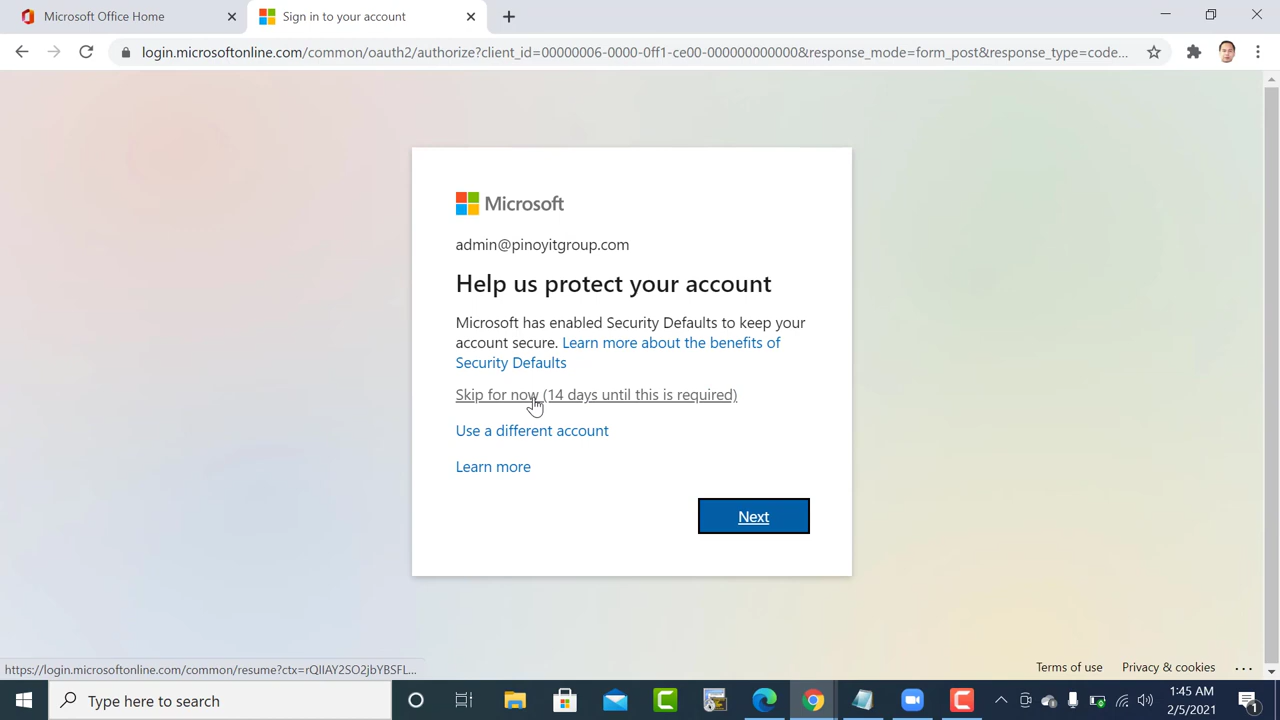 Microsoft Office Home
Sign in to your account
login.microsoftonline.com/common/oauth2/authorize?client_id=00000006-0000-0ff1-ce00-000000000000&response_mode=form_post&response_type=code...
Microsoft
admin@pinoyitgroup.com
Help us protect your account
Microsoft has enabled Security Defaults to keep your
account secure. Learn more about the benefits of
Security Defaults
Skip for now (14 days until this is required)
Use a different account
Learn more
Next
https://login.microsoftonline.com/common/resume?ctx=rQIIAY2SO2jbYBSFL...
Terms of use Privacy & cookies ...
Type here to search
1:45 AM
2/5/2021
1